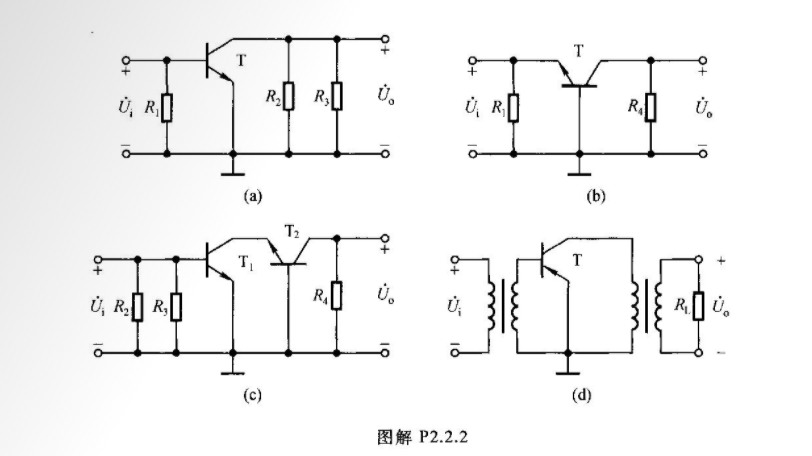 T
+
+
U̇i R1
R2
R3
U̇o
−
−
(a)
T
+
+
U̇i R1
R4
U̇o
−
−
(b)
T2
+
T1
+
U̇i R2
R3
R4
U̇o
−
−
(c)
+
T
+
U̇i
RL
U̇o
−
−
(d)
图解 P2.2.2